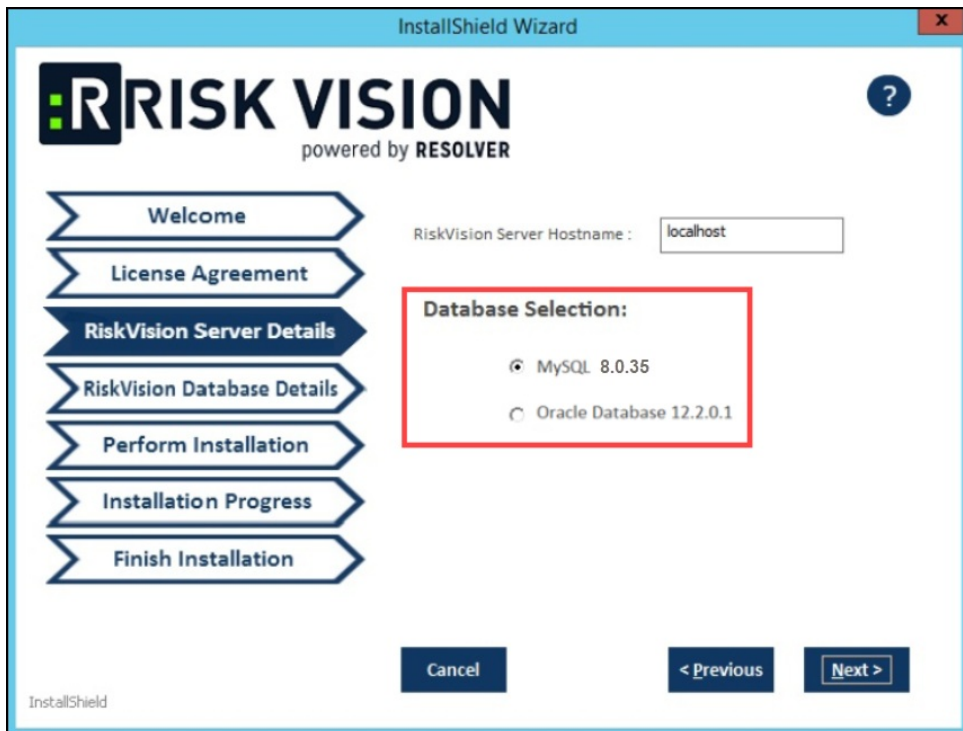 InstallShield Wizard
x
:R RISK VISION
powered by RESOLVER
?
Welcome
License Agreement
RiskVision Server Details
RiskVision Database Details
Perform Installation
Installation Progress
Finish Installation
RiskVision Server Hostname :
localhost
Database Selection:
MySQL 8.0.35
Oracle Database 12.2.0.1
Cancel
< Previous
Next >
InstallShield